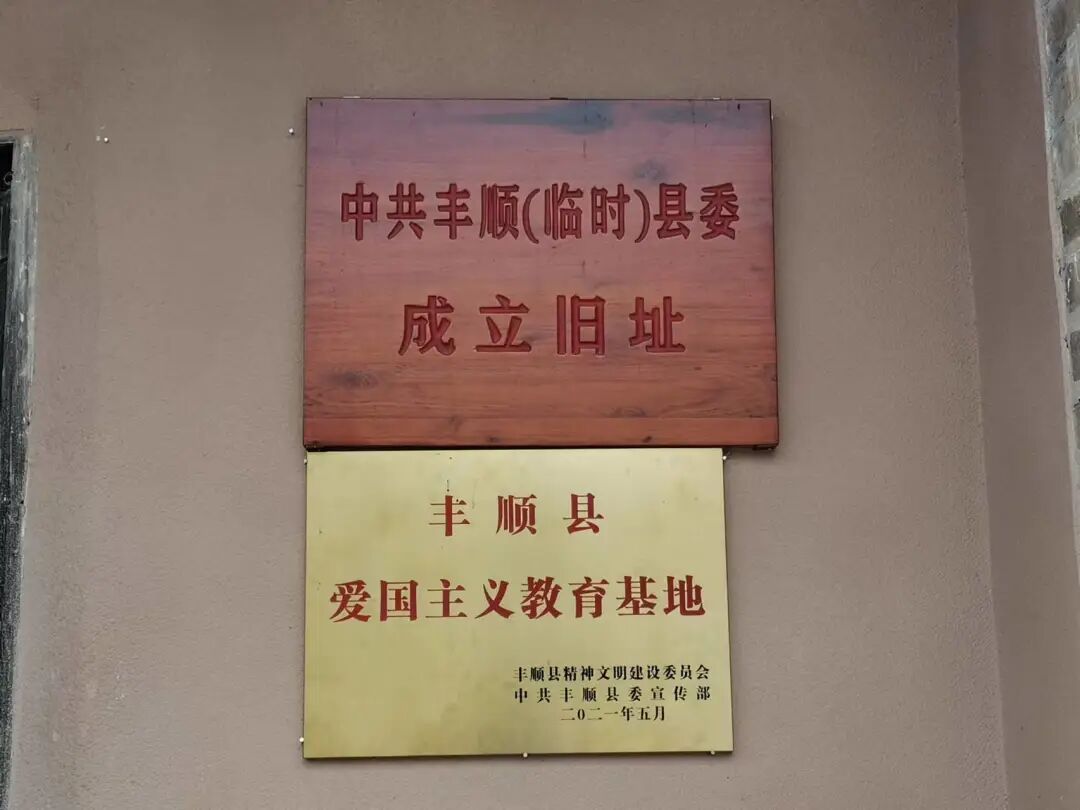 中共丰顺(临时)县委
成立旧址
丰顺县
爱国主义教育基地
丰顺县精神文明建设委员会
中共丰顺县委宣传部
二0二一年五月